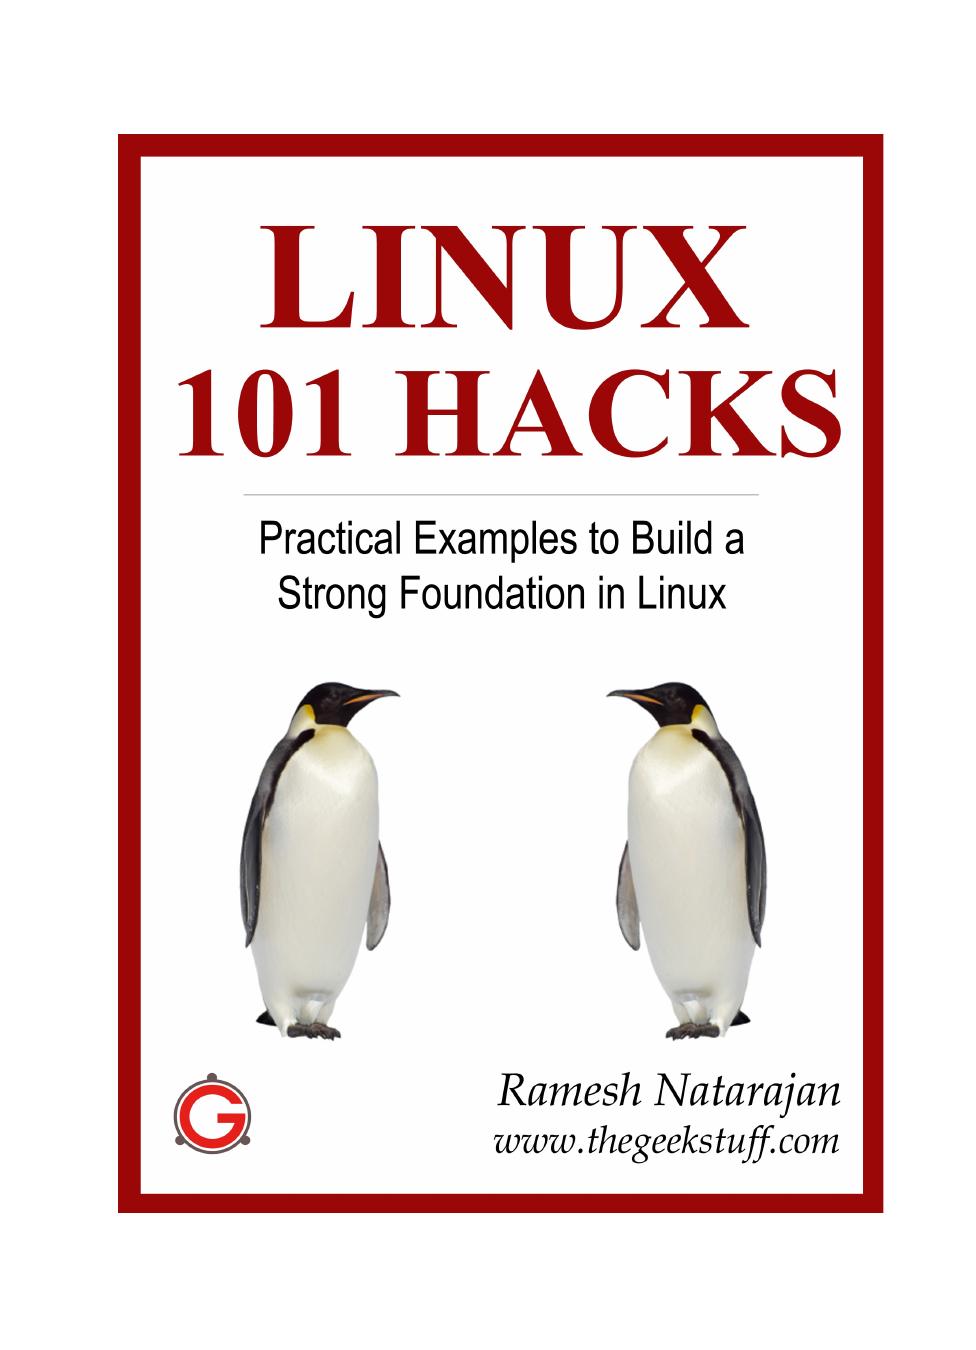 LINUX
101 HACKS
Practical Examples to Build a
Strong Foundation in Linux
G
Ramesh Natarajan
www.thegeekstuff.com